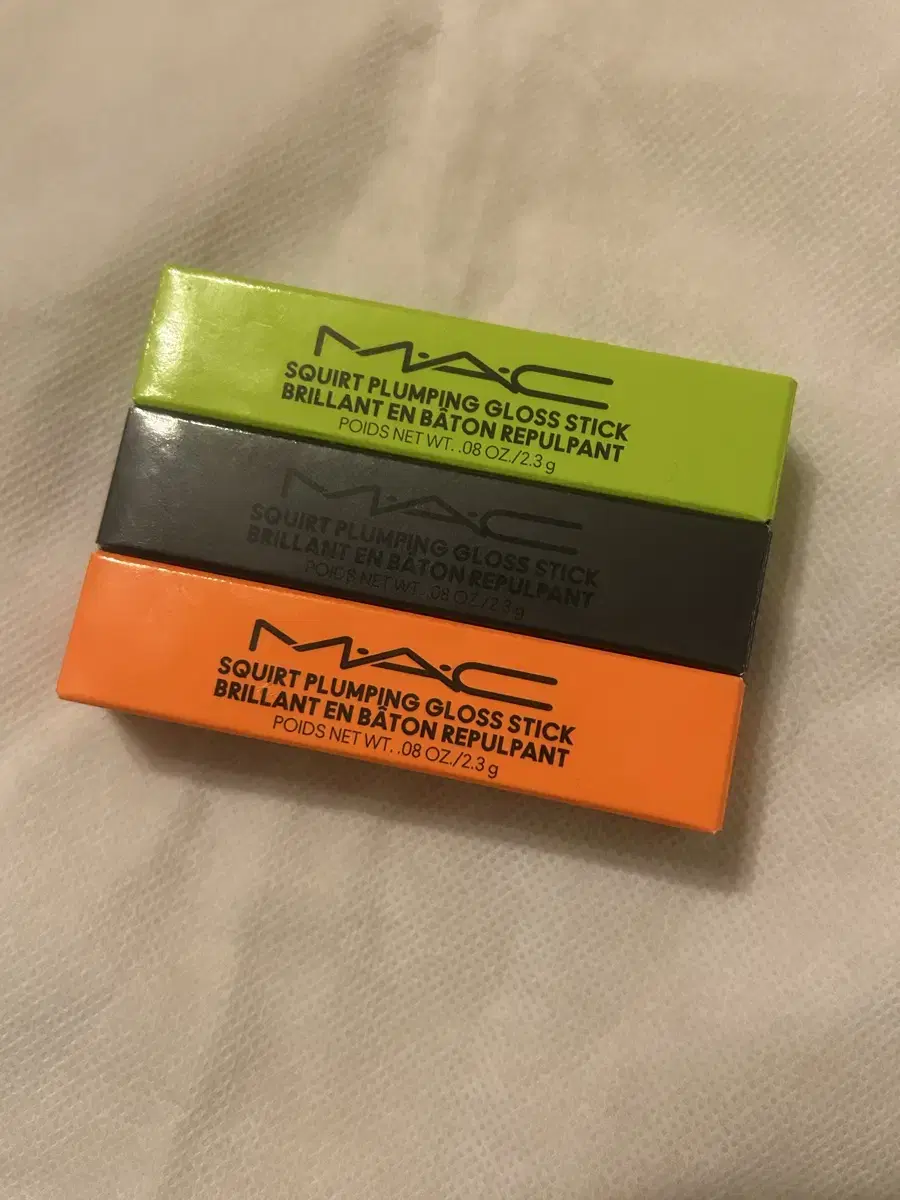 M·A·C
SQUIRT PLUMPING GLOSS STICK
BRILLANT EN BÂTON REPULPANT
POIDS NET WT. .08 OZ./2.3 g
M·A·C
SQUIRT PLUMPING GLOSS STICK
BRILLANT EN BÂTON REPULPANT
POIDS NET WT. .08 OZ./2.3 g
M·A·C
SQUIRT PLUMPING GLOSS STICK
BRILLANT EN BÂTON REPULPANT
POIDS NET WT. .08 OZ./2.3 g